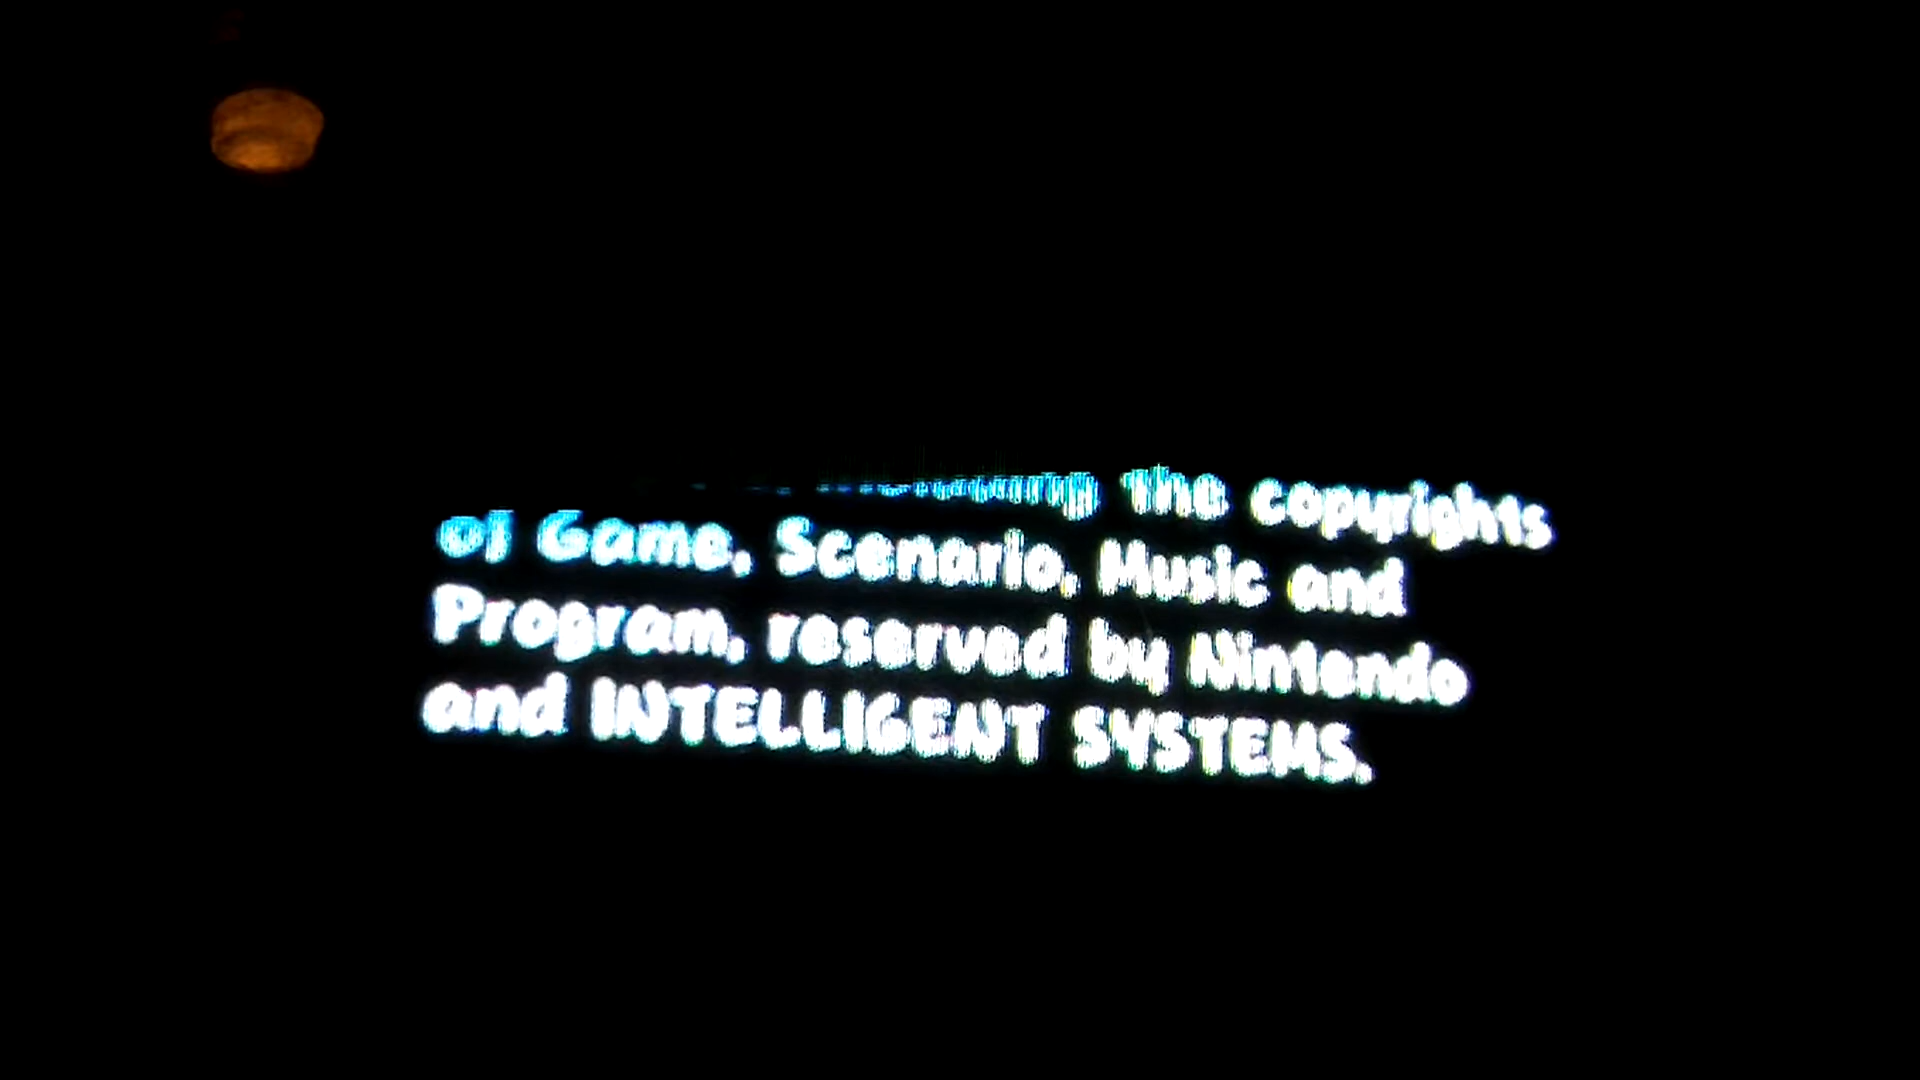 the copyrights
of Game, Scenario, Music and
Program, reserved by Nintendo
and INTELLIGENT SYSTEMS.